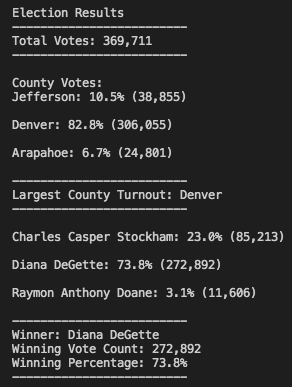 Election Results
-------------------------
Total Votes: 369,711
-------------------------
County Votes:
Jefferson: 10.5% (38,855)
Denver: 82.8% (306,055)
Arapahoe: 6.7% (24,801)
-------------------------
Largest County Turnout: Denver
-------------------------
Charles Casper Stockham: 23.0% (85,213)
Diana DeGette: 73.8% (272,892)
Raymon Anthony Doane: 3.1% (11,606)
-------------------------
Winner: Diana DeGette
Winning Vote Count: 272,892
Winning Percentage: 73.8%
-------------------------